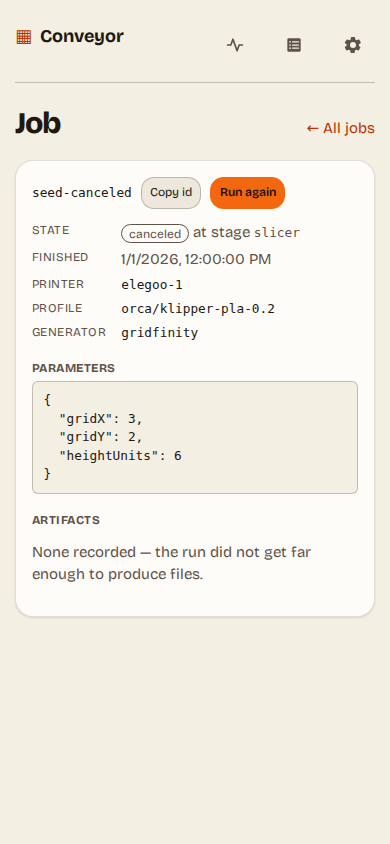 Conveyor
Job
← All jobs
seed-canceled Copy id Run again
STATE canceled at stage slicer
FINISHED 1/1/2026, 12:00:00 PM
PRINTER elegoo-1
PROFILE orca/klipper-pla-0.2
GENERATOR gridfinity
PARAMETERS
{
  "gridX": 3,
  "gridY": 2,
  "heightUnits": 6
}
ARTIFACTS
None recorded — the run did not get far
enough to produce files.